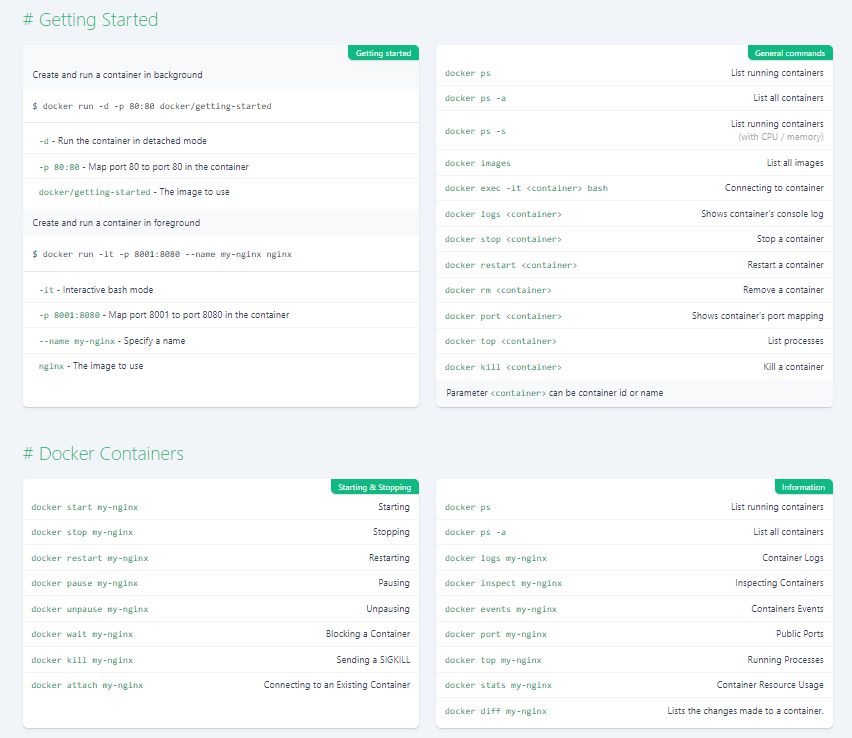 # Getting Started
Getting started
Create and run a container in background
$ docker run -d -p 80:80 docker/getting-started
-d - Run the container in detached mode
-p 80:80 - Map port 80 to port 80 in the container
docker/getting-started - The image to use
Create and run a container in foreground
$ docker run -it -p 8001:8080 --name my-nginx nginx
-it - Interactive bash mode
-p 8001:8080 - Map port 8001 to port 8080 in the container
--name my-nginx - Specify a name
nginx - The image to use
General commands
docker ps List running containers
docker ps -a List all containers
docker ps -s List running containers
(with CPU / memory)
docker images List all images
docker exec -it <container> bash Connecting to container
docker logs <container> Shows container's console log
docker stop <container> Stop a container
docker restart <container> Restart a container
docker rm <container> Remove a container
docker port <container> Shows container's port mapping
docker top <container> List processes
docker kill <container> Kill a container
Parameter <container> can be container id or name
# Docker Containers
Starting & Stopping
docker start my-nginx Starting
docker stop my-nginx Stopping
docker restart my-nginx Restarting
docker pause my-nginx Pausing
docker unpause my-nginx Unpausing
docker wait my-nginx Blocking a Container
docker kill my-nginx Sending a SIGKILL
docker attach my-nginx Connecting to an Existing Container
Information
docker ps List running containers
docker ps -a List all containers
docker logs my-nginx Container Logs
docker inspect my-nginx Inspecting Containers
docker events my-nginx Containers Events
docker port my-nginx Public Ports
docker top my-nginx Running Processes
docker stats my-nginx Container Resource Usage
docker diff my-nginx Lists the changes made to a container.